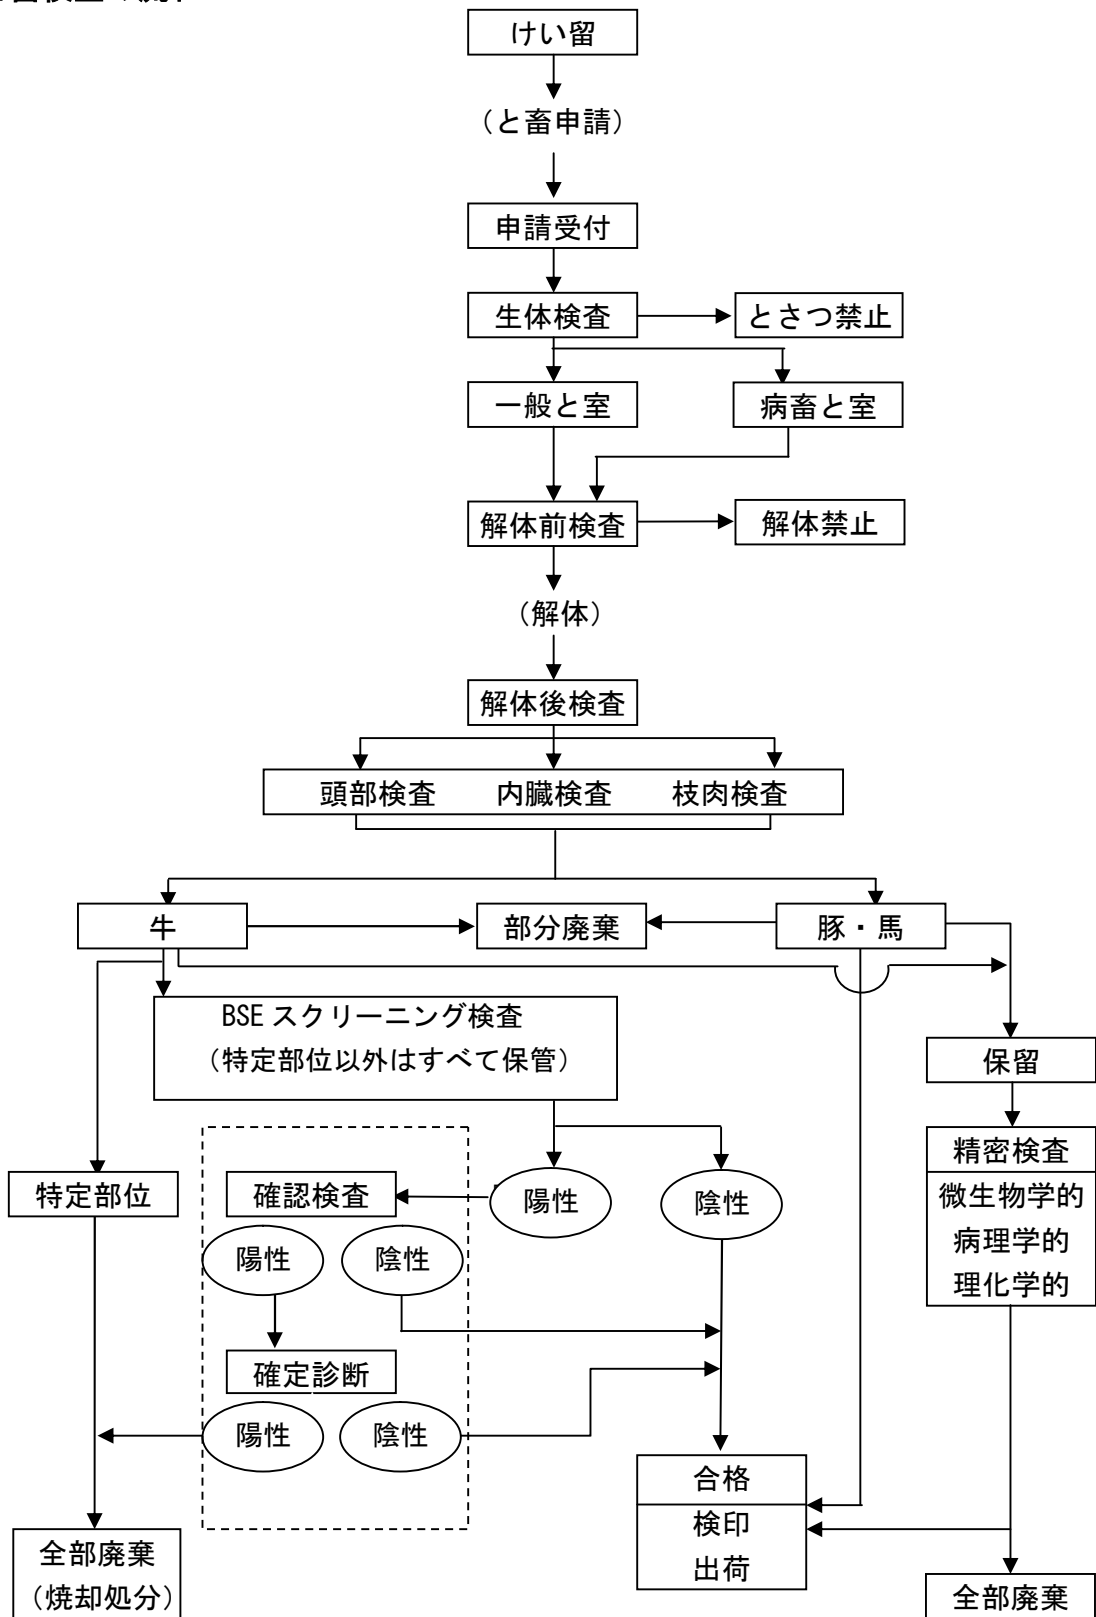 けい留
（と畜申請）
申請受付
生体検査
とさつ禁止
一般と室
病畜と室
解体前検査
解体禁止
（解体）
解体後検査
頭部検査 内臓検査 枝肉検査
牛
部分廃棄
豚・馬
BSE スクリーニング検査
（特定部位以外はすべて保管）
保留
精密検査
微生物学的
病理学的
理化学的
特定部位
確認検査
陽性
陰性
陽性
陰性
確定診断
陽性
陰性
合格
検印
出荷
全部廃棄
（焼却処分）
全部廃棄